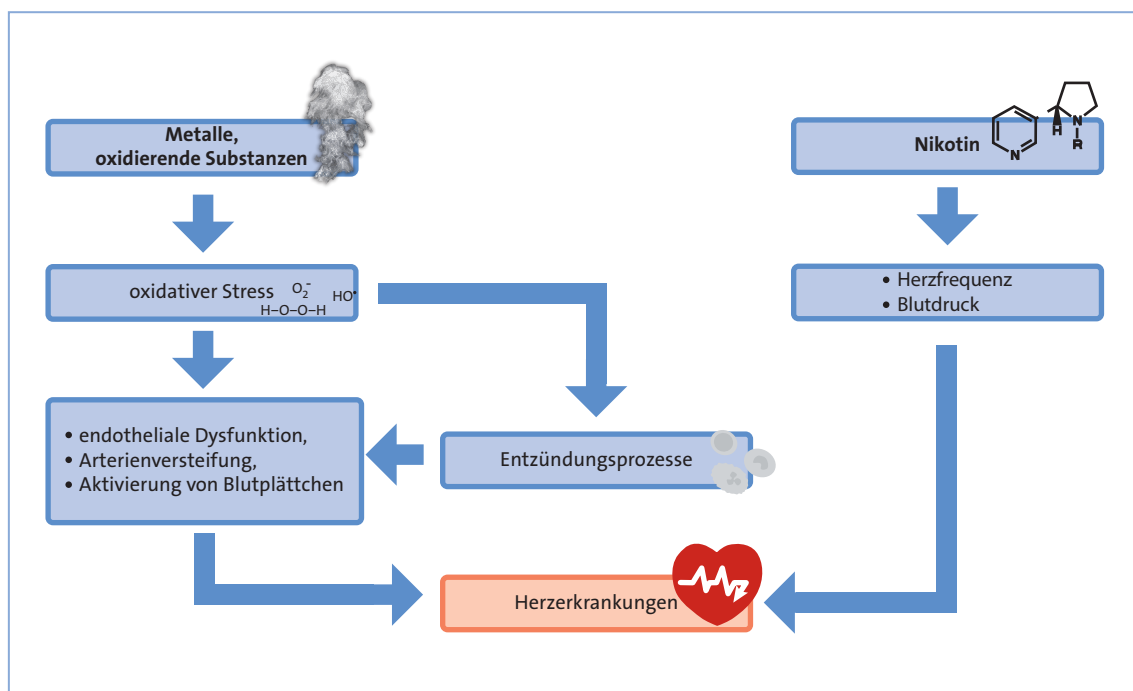 Metalle,
oxidierende Substanzen
Nikotin
N
H
N
R
oxidativer Stress O₂⁻ HO•
H–O–O–H
• Herzfrequenz
• Blutdruck
• endotheliale Dysfunktion,
• Arterienversteifung,
• Aktivierung von Blutplättchen
Entzündungsprozesse
Herzerkrankungen